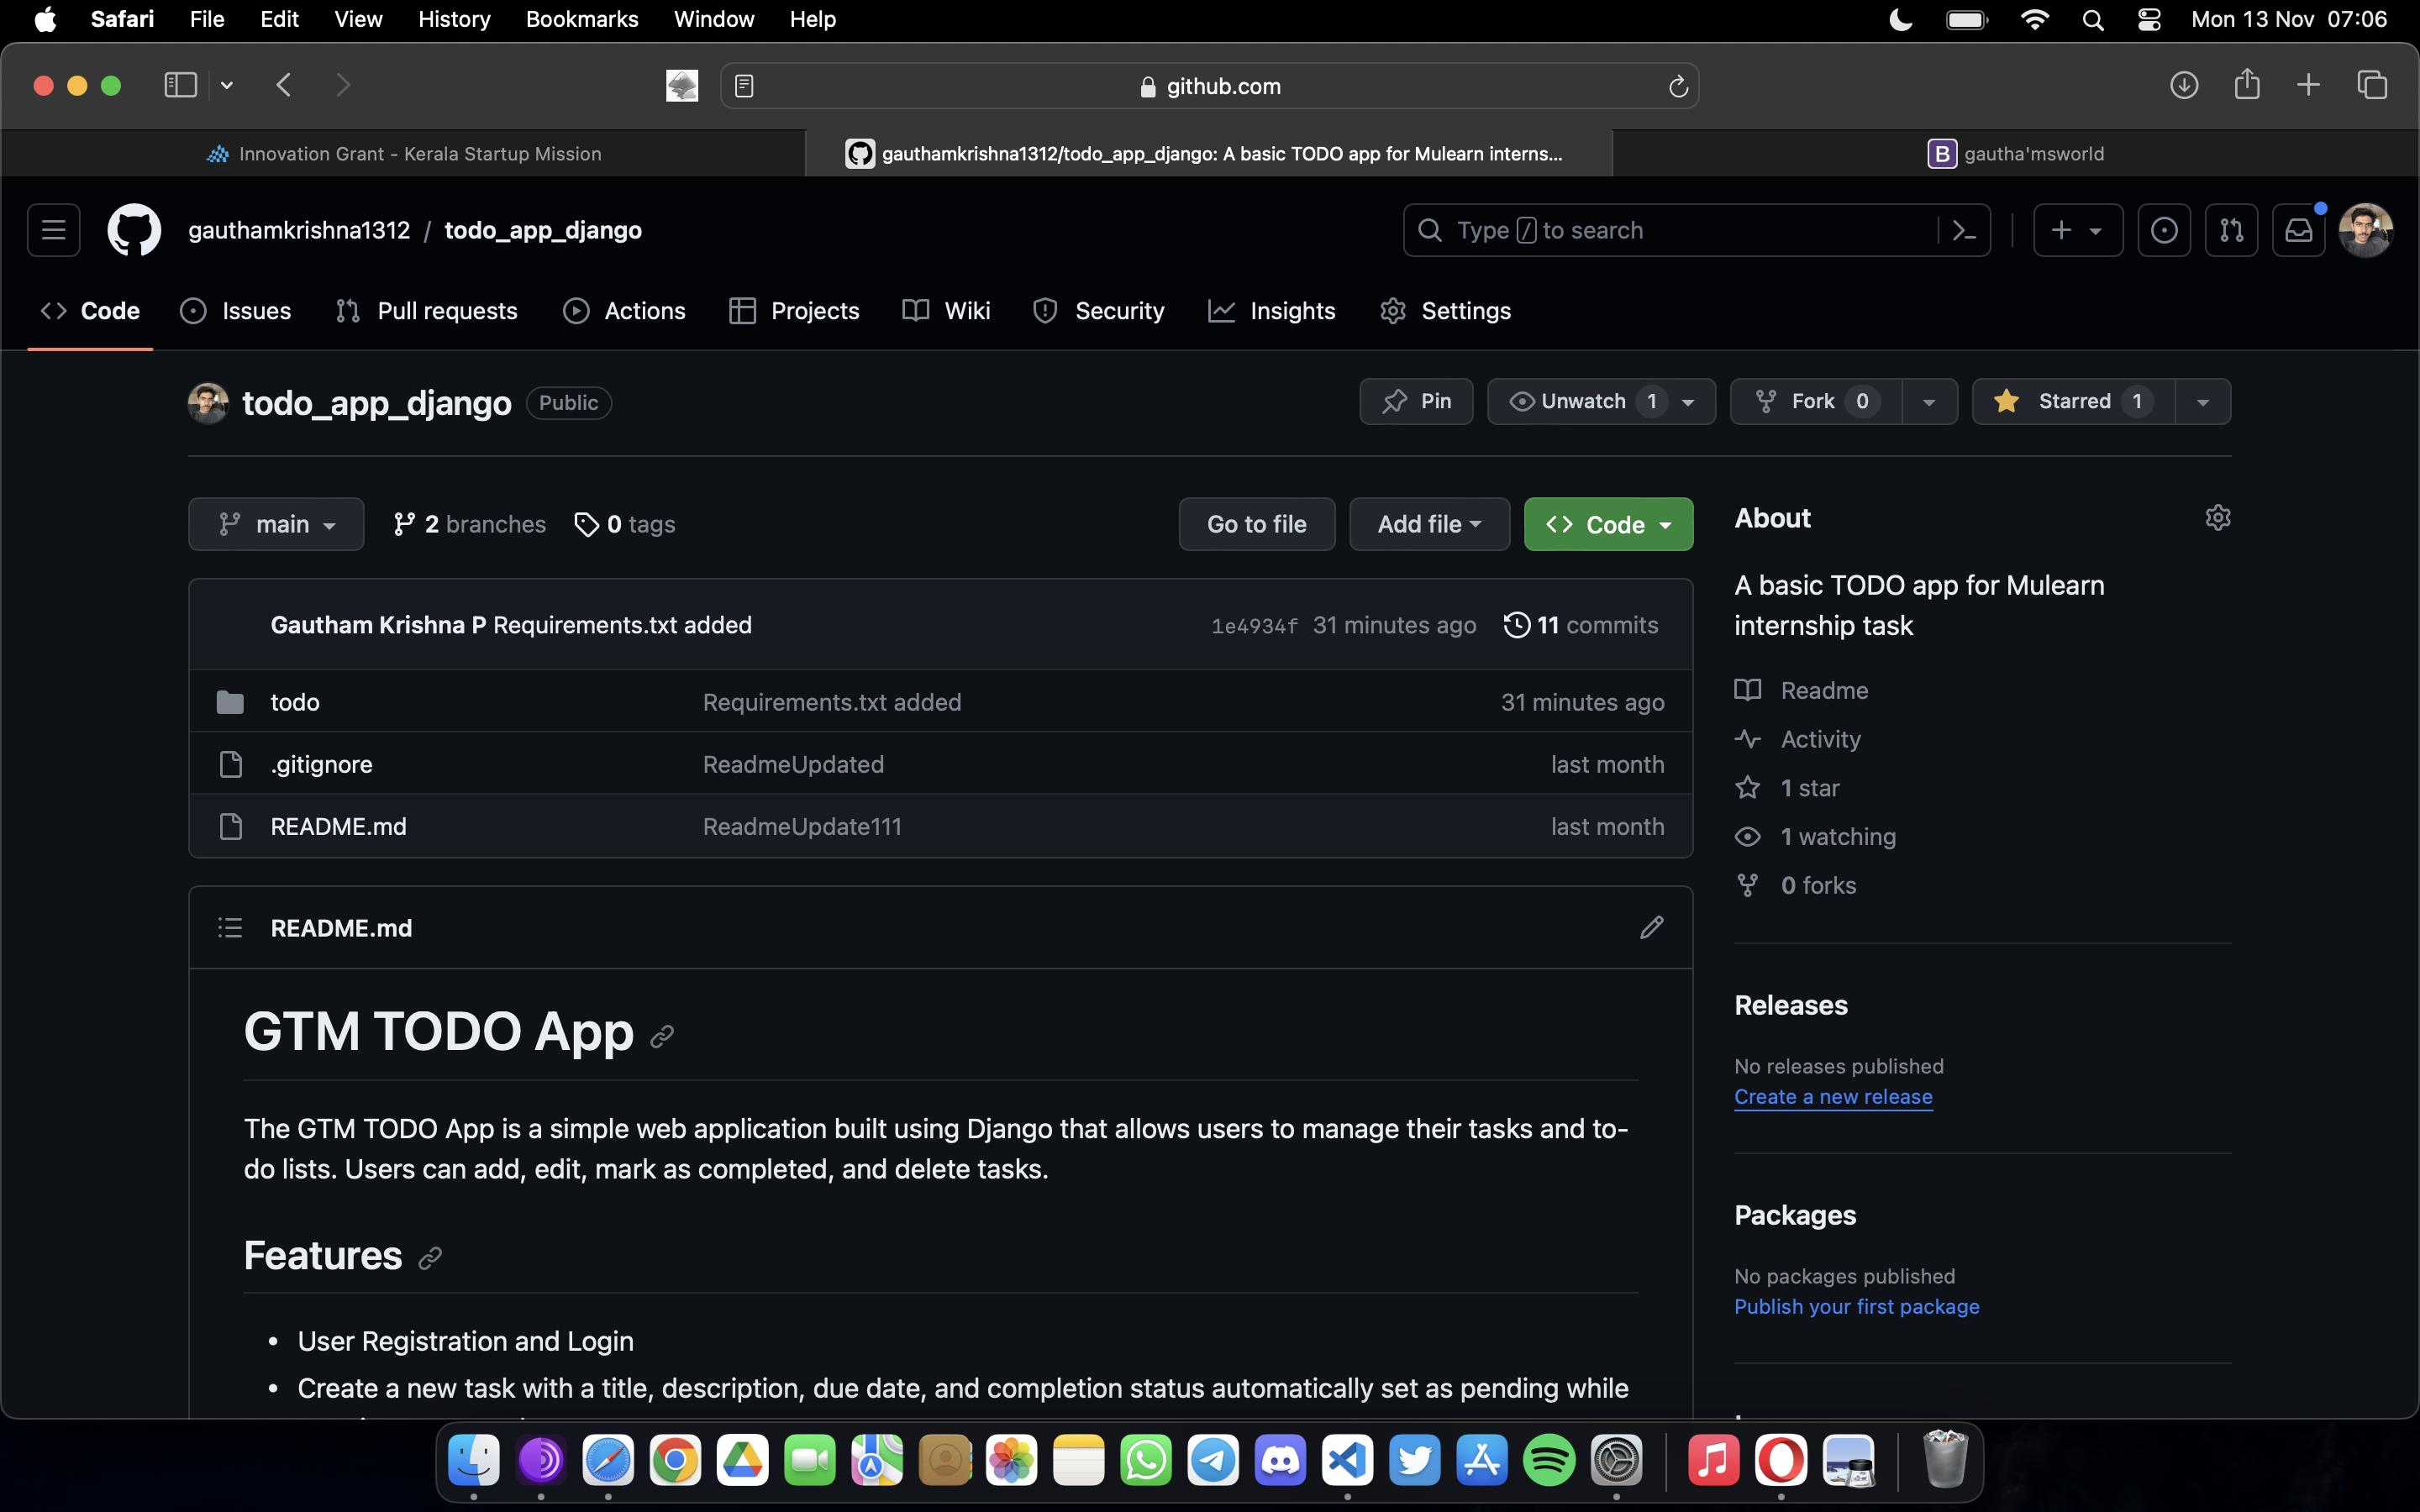 Safari File Edit View History Bookmarks Window Help Mon 13 Nov 07:06
github.com
Innovation Grant - Kerala Startup Mission
gauthamkrishna1312/todo_app_django: A basic TODO app for Mulearn interns...
B gautha'msworld
gauthamkrishna1312 / todo_app_django
Type / to search
Code Issues Pull requests Actions Projects Wiki Security Insights Settings
todo_app_django Public
Pin Unwatch 1 Fork 0 Starred 1
main 2 branches 0 tags
Go to file Add file Code
Gautham Krishna P Requirements.txt added 1e4934f 31 minutes ago 11 commits
todo Requirements.txt added 31 minutes ago
.gitignore ReadmeUpdated last month
README.md ReadmeUpdate111 last month
README.md
GTM TODO App
The GTM TODO App is a simple web application built using Django that allows users to manage their tasks and to-
do lists. Users can add, edit, mark as completed, and delete tasks.
Features
• User Registration and Login
• Create a new task with a title, description, due date, and completion status automatically set as pending while
About
A basic TODO app for Mulearn
internship task
Readme
Activity
1 star
1 watching
0 forks
Releases
No releases published
Create a new release
Packages
No packages published
Publish your first package